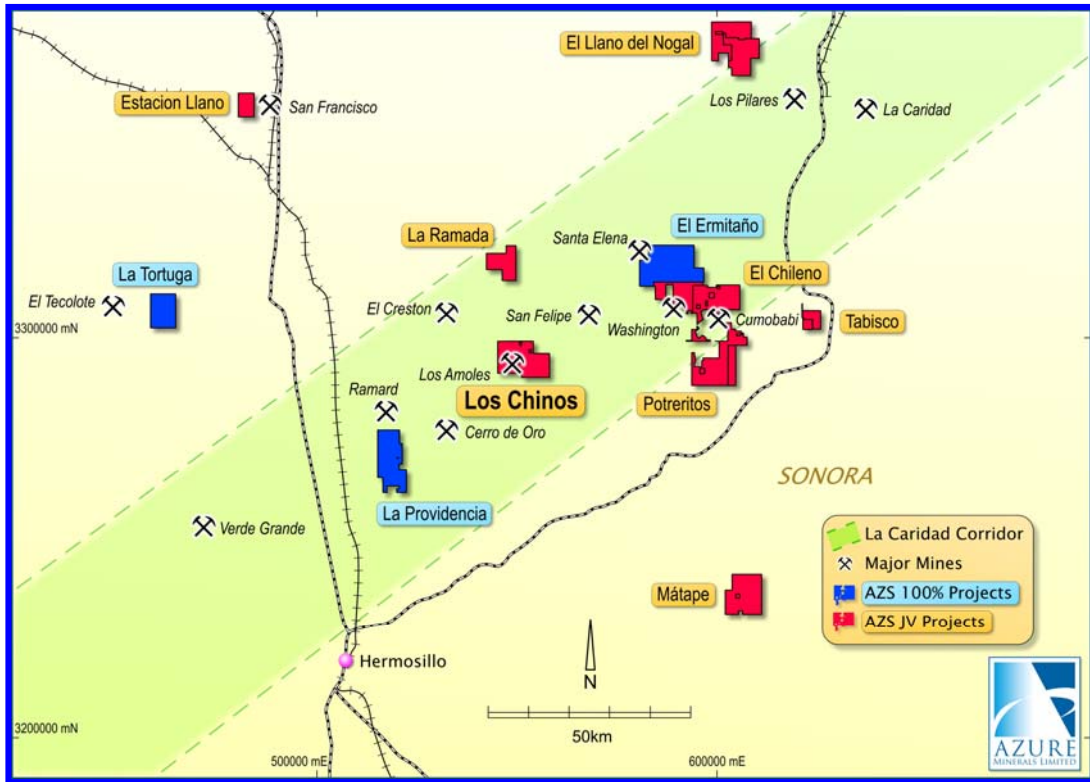 El Llano del Nogal
Los Pilares
La Caridad
Estacion Llano
San Francisco
La Ramada
Santa Elena
El Ermitaño
La Tortuga
El Chileno
El Tecolote
El Creston
San Felipe
Washington
Cumobabi
Tabisco
3300000 mN
Los Amoles
Los Chinos
Potreritos
Ramard
Cerro de Oro
SONORA
La Providencia
Verde Grande
La Caridad Corridor
Major Mines
AZS 100% Projects
AZS JV Projects
Mátape
Hermosillo
N
50km
3200000 mN
500000 mE
600000 mE
AZURE
MINERALS LIMITED